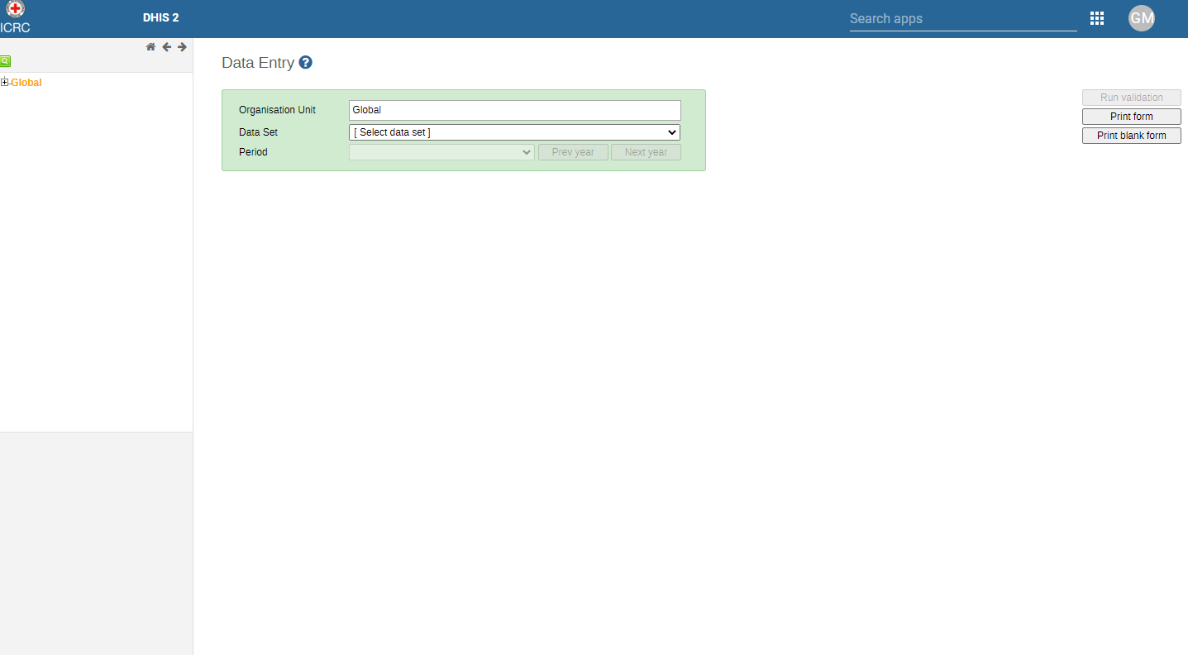 ICRC
DHIS 2
Search apps
GM
Global
Data Entry ?
Organisation Unit Global
Data Set [ Select data set ]
Period Prev year Next year
Run validation
Print form
Print blank form